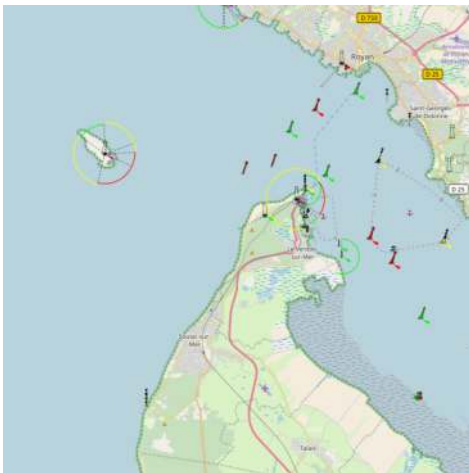 D 730
Royan
D 25
Saint-Georges
de-Didonne
D 25
Le Verdon-
sur-Mer
Soulac-sur-
Mer
Talais